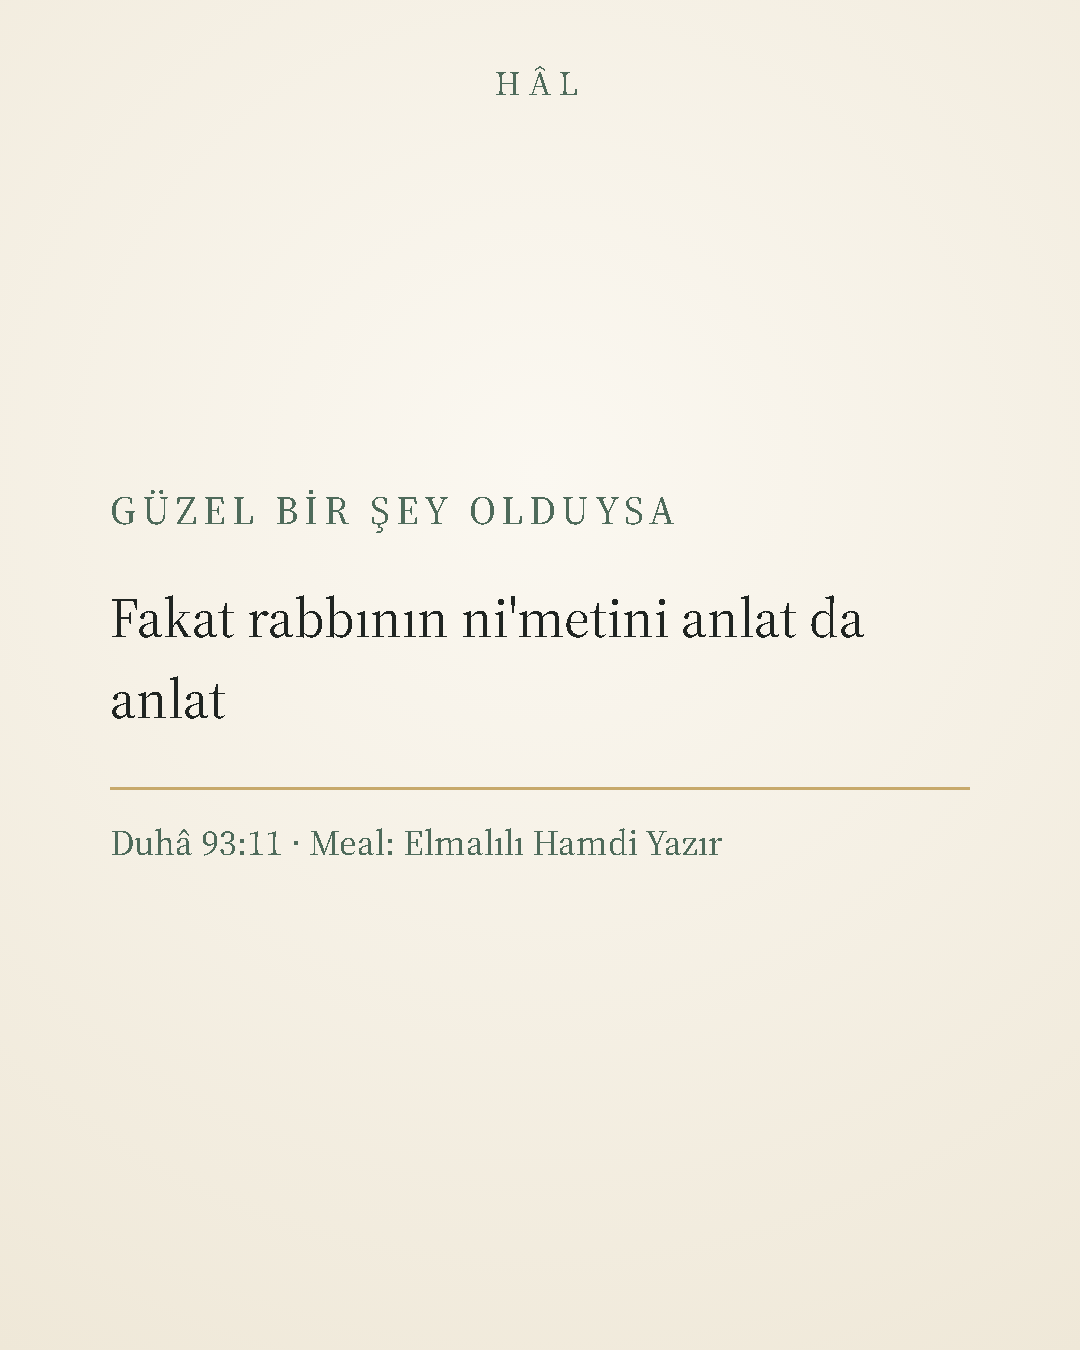 HÂL
GÜZEL BİR ŞEY OLDUYSA
Fakat rabbının ni'metini anlat da
anlat
Duhâ 93:11 · Meal: Elmalılı Hamdi Yazır